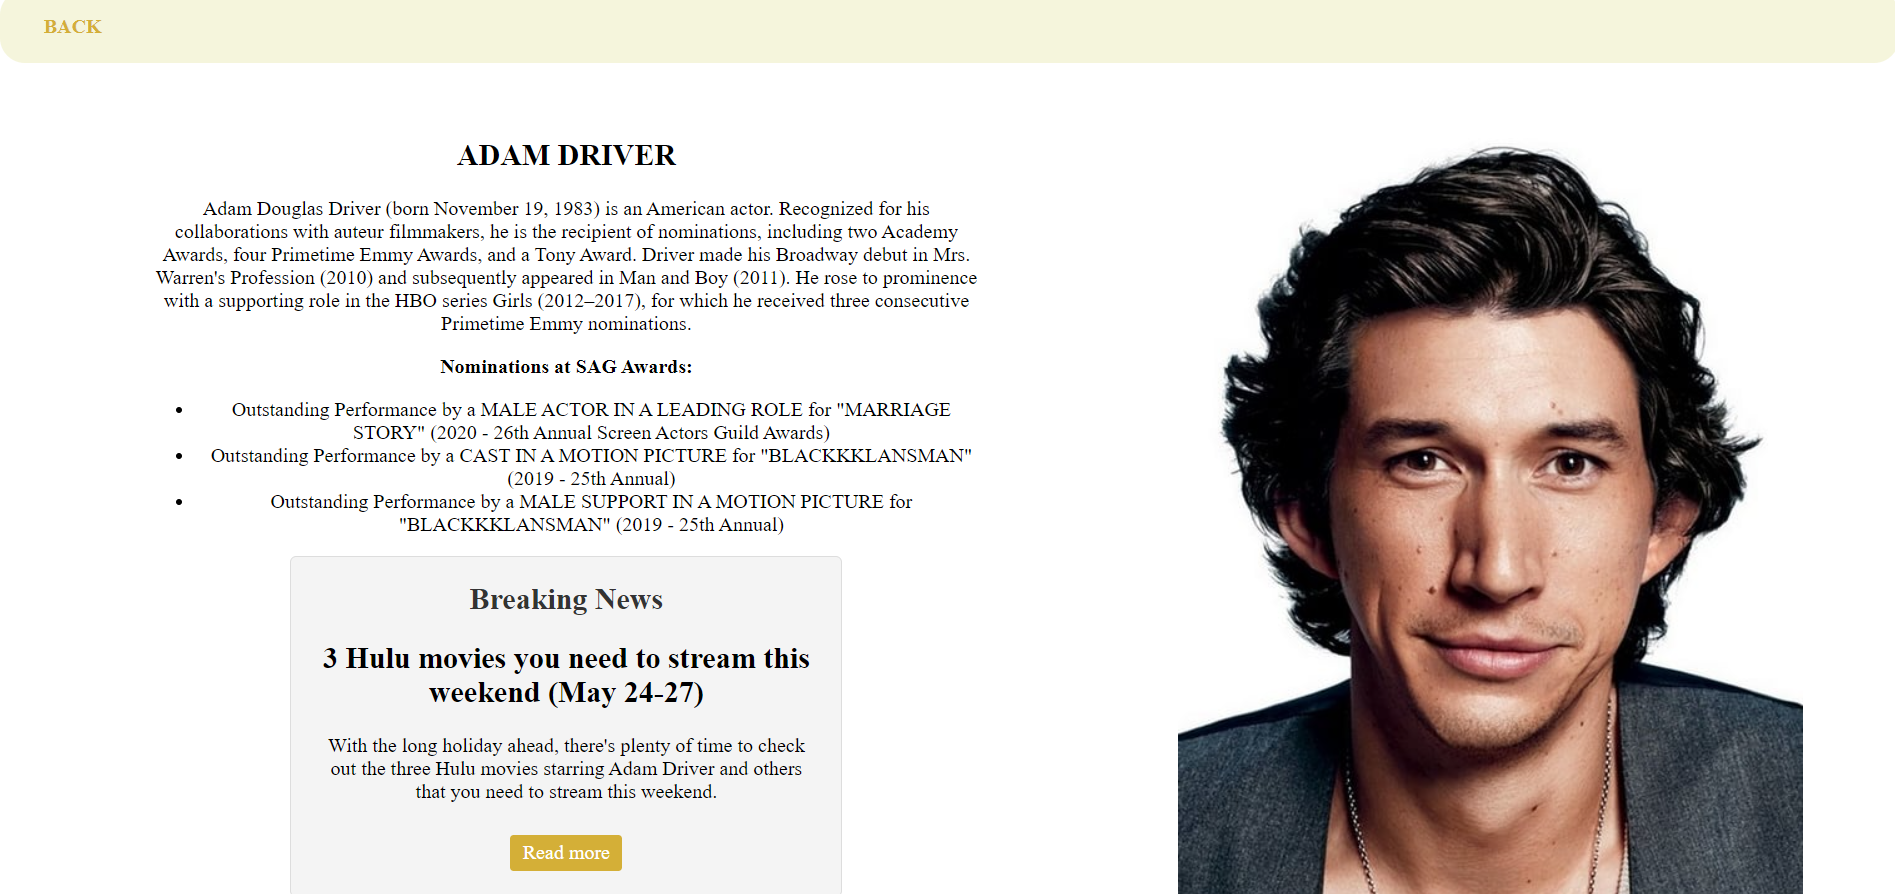 BACK
ADAM DRIVER
Adam Douglas Driver (born November 19, 1983) is an American actor. Recognized for his
collaborations with auteur filmmakers, he is the recipient of nominations, including two Academy
Awards, four Primetime Emmy Awards, and a Tony Award. Driver made his Broadway debut in Mrs.
Warren's Profession (2010) and subsequently appeared in Man and Boy (2011). He rose to prominence
with a supporting role in the HBO series Girls (2012–2017), for which he received three consecutive
Primetime Emmy nominations.
Nominations at SAG Awards:
• Outstanding Performance by a MALE ACTOR IN A LEADING ROLE for "MARRIAGE
STORY" (2020 - 26th Annual Screen Actors Guild Awards)
• Outstanding Performance by a CAST IN A MOTION PICTURE for "BLACKKKLANSMAN"
(2019 - 25th Annual)
• Outstanding Performance by a MALE SUPPORT IN A MOTION PICTURE for
"BLACKKKLANSMAN" (2019 - 25th Annual)
Breaking News
3 Hulu movies you need to stream this
weekend (May 24-27)
With the long holiday ahead, there's plenty of time to check
out the three Hulu movies starring Adam Driver and others
that you need to stream this weekend.
Read more